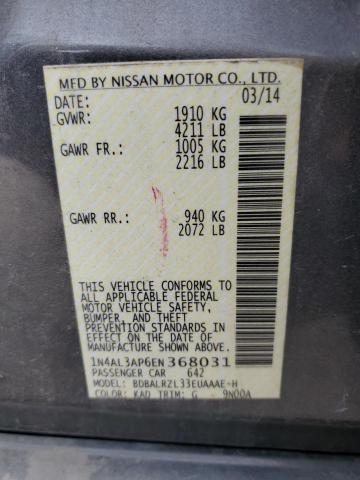 MFD BY NISSAN MOTOR CO., LTD.
DATE: 03/14
GVWR: 1910 KG
4211 LB
GAWR FR.: 1005 KG
2216 LB
GAWR RR.: 940 KG
2072 LB
THIS VEHICLE CONFORMS TO
ALL APPLICABLE FEDERAL
MOTOR VEHICLE SAFETY,
BUMPER, AND THEFT
PREVENTION STANDARDS IN
EFFECT ON THE DATE OF
MANUFACTURE SHOWN ABOVE.
1N4AL3AP6EN368031
PASSENGER CAR 642
MODEL: BDBALRZL33EUAAAE-H
COLOR: KAD TRIM: G 9N00A